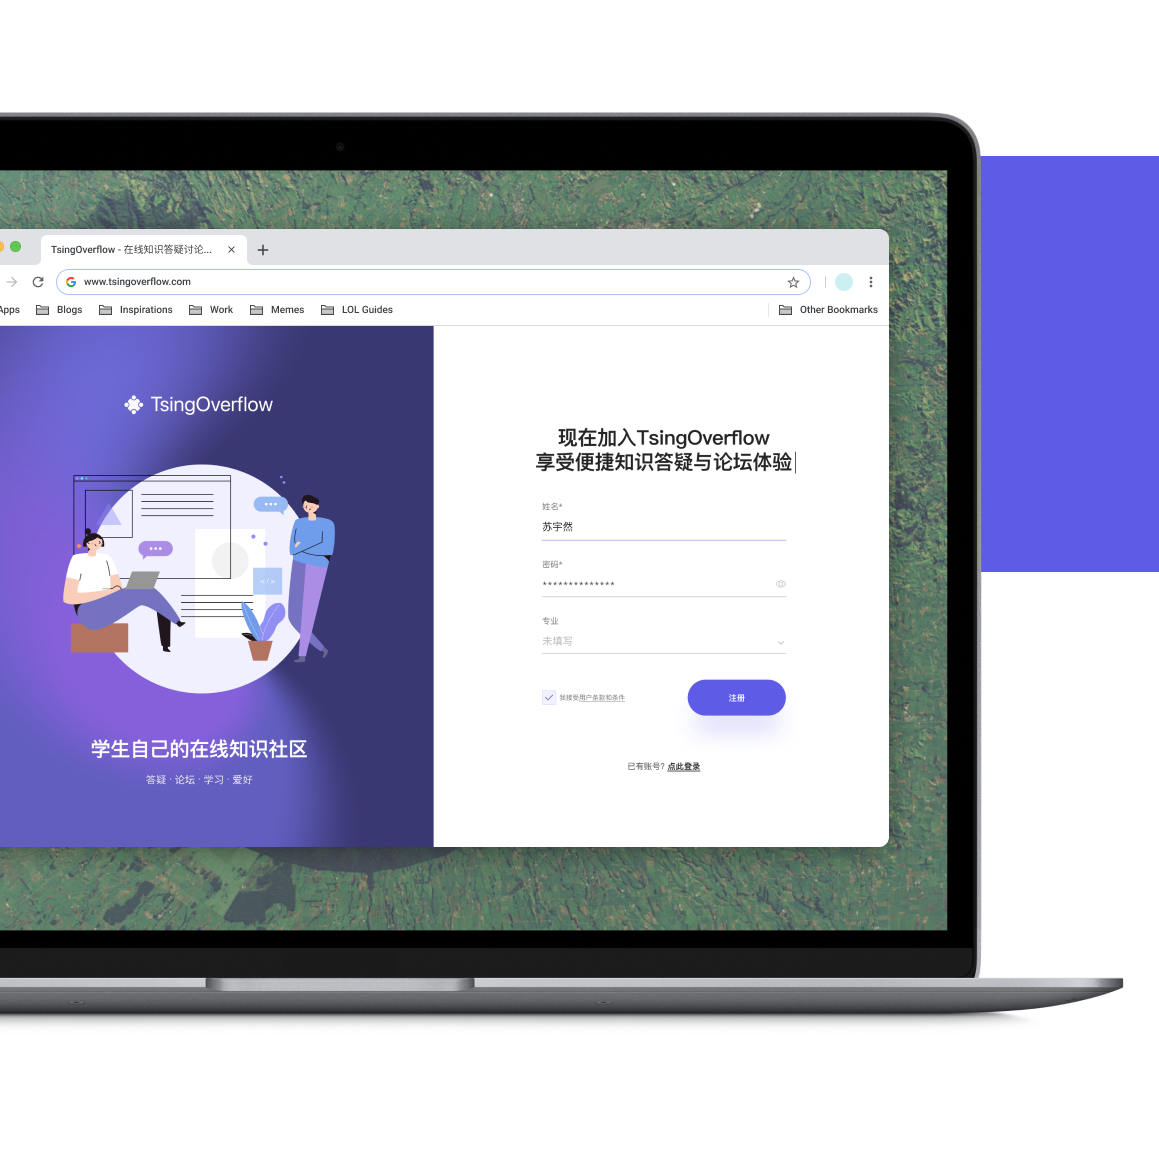 TsingOverflow - 在线知识答疑讨论...
www.tsingoverflow.com
Apps Blogs Inspirations Work Memes LOL Guides Other Bookmarks
TsingOverflow
</>
学生自己的在线知识社区
答疑 · 论坛 · 学习 · 爱好
现在加入TsingOverflow
享受便捷知识答疑与论坛体验
姓名*
苏宇然
密码*
**************
专业
未填写
我接受用户条款和条件
注册
已有账号? 点此登录